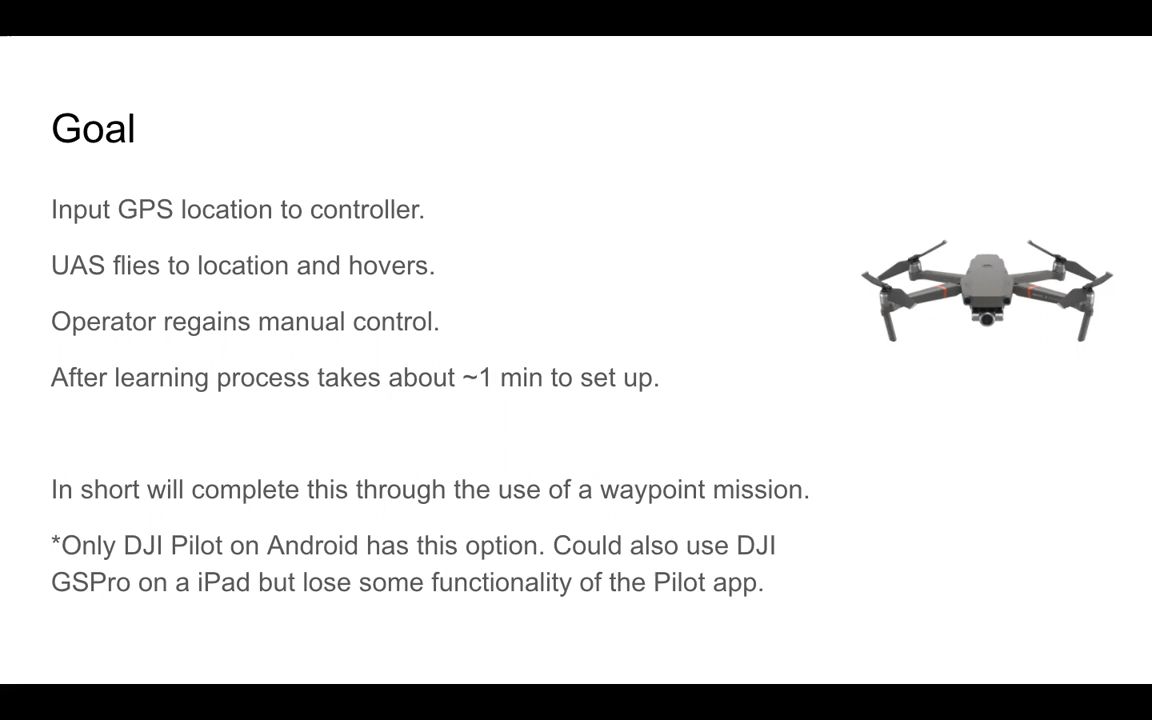 Goal
Input GPS location to controller.
UAS flies to location and hovers.
Operator regains manual control.
After learning process takes about ~1 min to set up.
In short will complete this through the use of a waypoint mission.
*Only DJI Pilot on Android has this option. Could also use DJI
GSPro on a iPad but lose some functionality of the Pilot app.